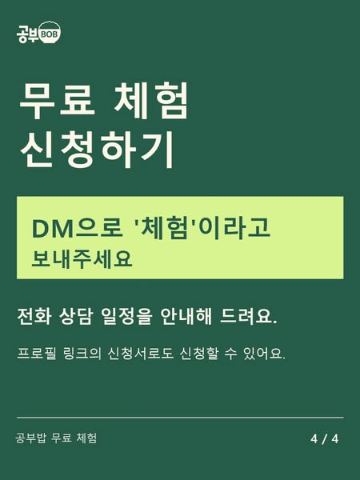 공부BOB
무료 체험
신청하기
DM으로 '체험'이라고
보내주세요
전화 상담 일정을 안내해 드려요.
프로필 링크의 신청서로도 신청할 수 있어요.
공부밥 무료 체험
4 / 4